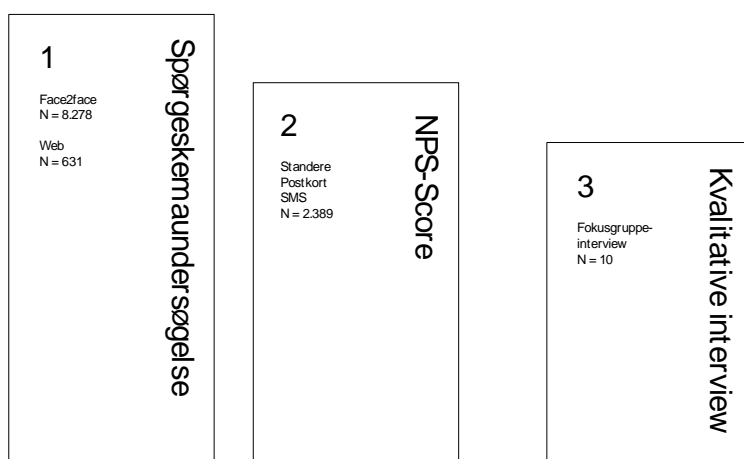 1
Face2face
N = 8.278
Web
N = 631
Spørgeskemaundersøgelse
2
Standere
Postkort
SMS
N = 2.389
NPS-Score
3
Fokusgruppe-
interview
N = 10
Kvalitative interview